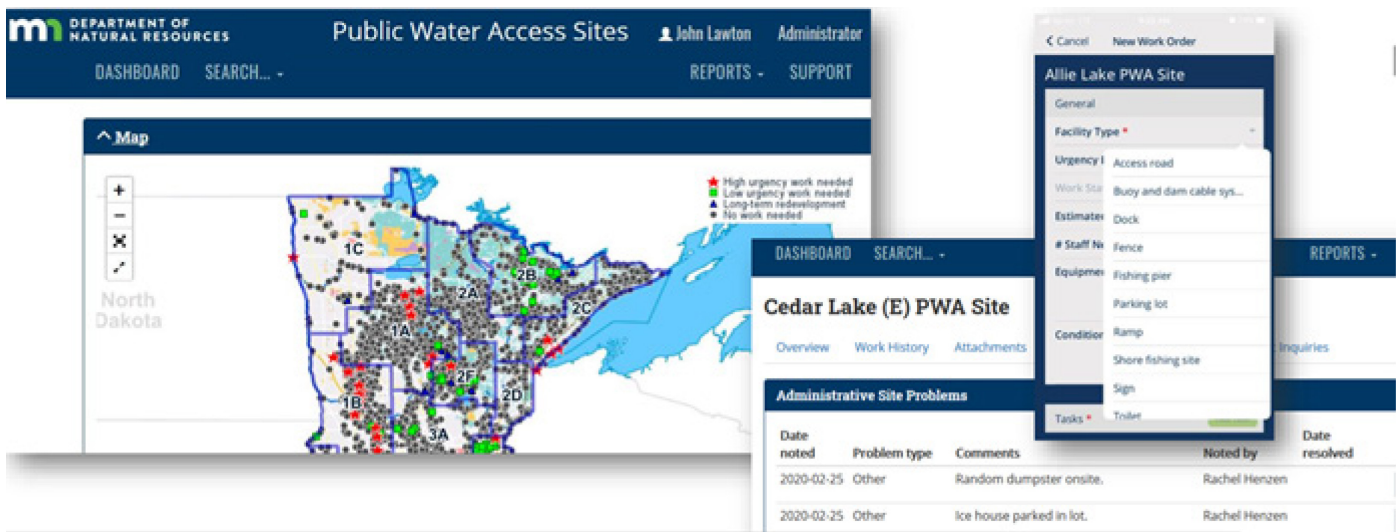 DEPARTMENT OF
NATURAL RESOURCES
Public Water Access Sites
John Lawton
Administrator
DASHBOARD
SEARCH...
REPORTS
SUPPORT
Map
+
−
High urgency work needed
Low urgency work needed
Long-term redevelopment
No work needed
North
Dakota
1C
2B
2A
2C
1A
2F
1B
2D
3A
Cancel
New Work Order
Allie Lake PWA Site
General
Facility Type *
Urgency
Estimate
# Staff N
Equipme
Condition
Tasks *
Access road
Buoy and dam cable sys...
Dock
Fence
Fishing pier
Parking lot
Ramp
Shore fishing site
Sign
Toilet
DASHBOARD
SEARCH...
REPORTS
Cedar Lake (E) PWA Site
Overview
Work History
Attachments
Inquiries
Administrative Site Problems
Date noted
Problem type
Comments
Noted by
Date resolved
2020-02-25 Other Random dumpster onsite. Rachel Henzen
2020-02-25 Other Ice house parked in lot. Rachel Henzen